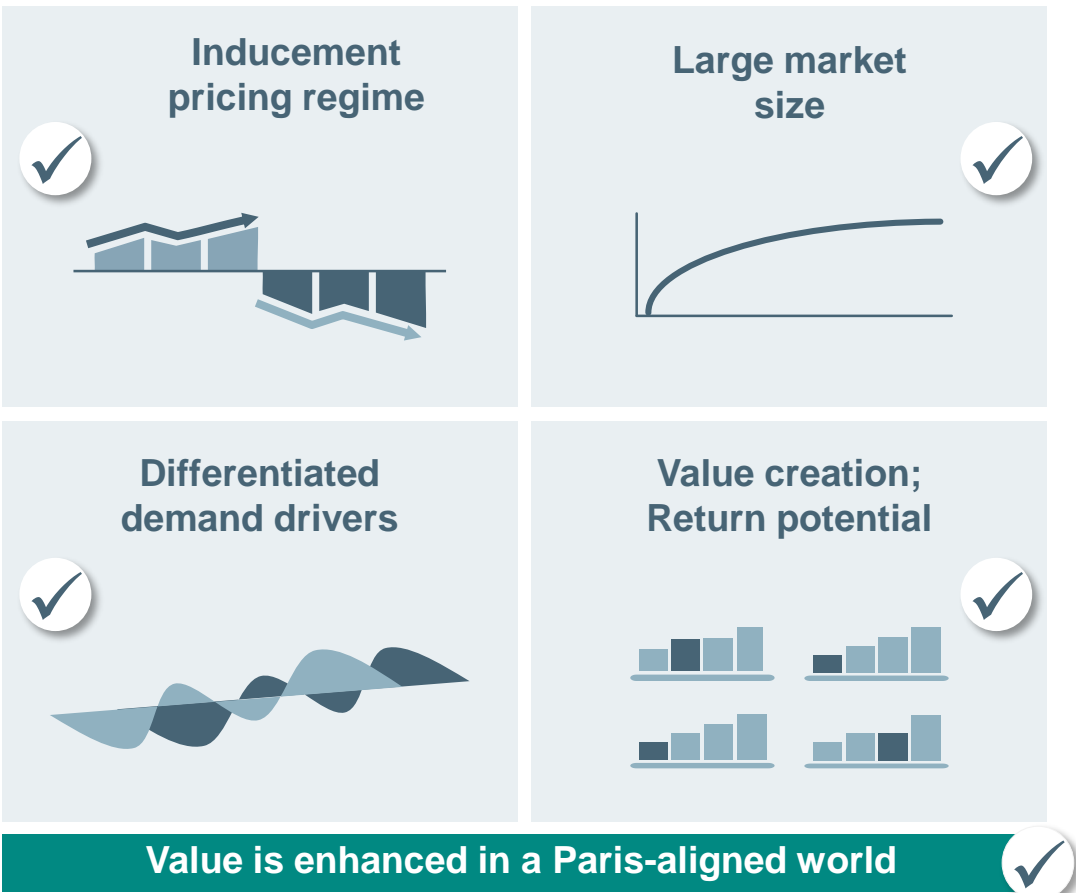 Inducement
pricing regime
Large market
size
Differentiated
demand drivers
Value creation;
Return potential
Value is enhanced in a Paris-aligned world